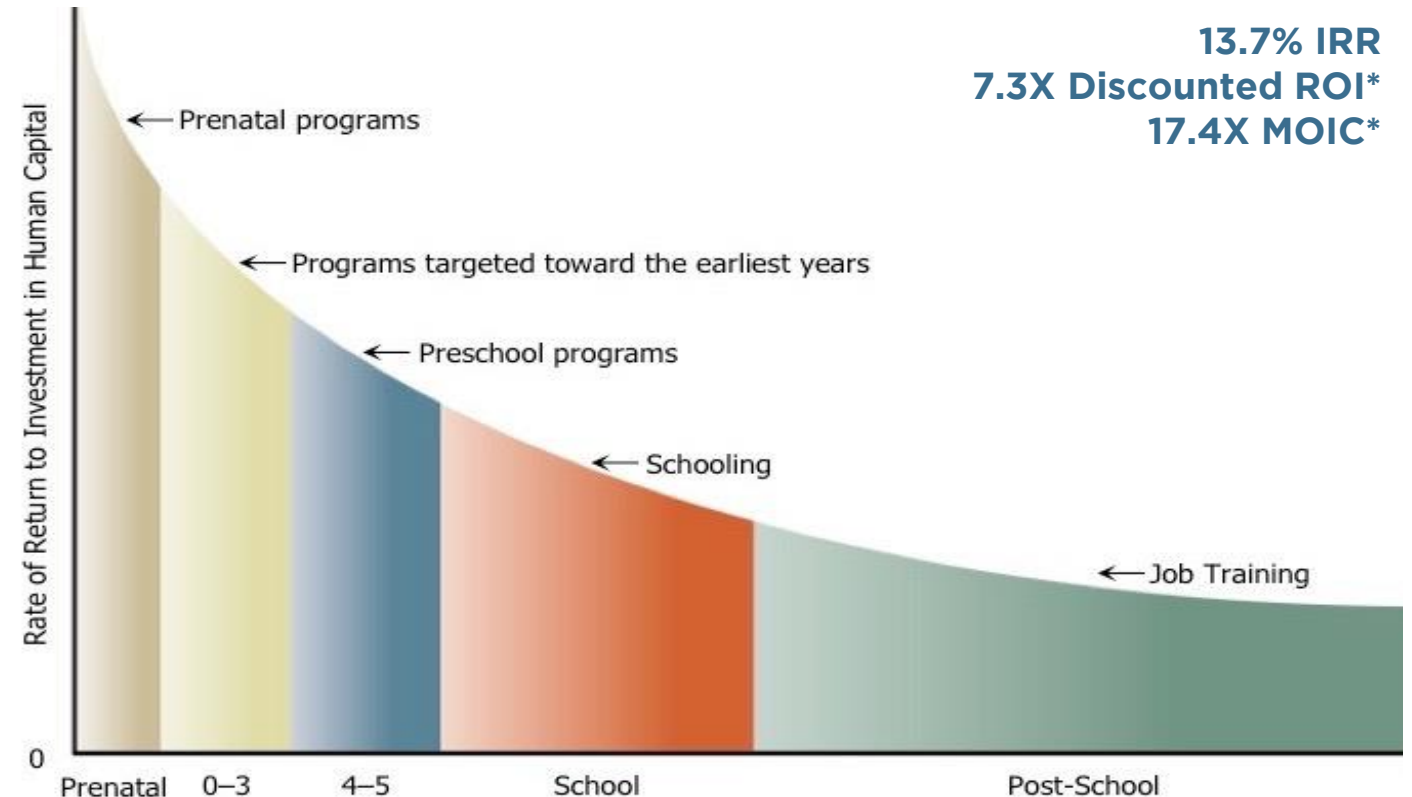 13.7% IRR
7.3X Discounted ROI*
17.4X MOIC*
Rate of Return to Investment in Human Capital
Prenatal programs
Programs targeted toward the earliest years
Preschool programs
Schooling
Job Training
0
Prenatal
0–3
4–5
School
Post-School